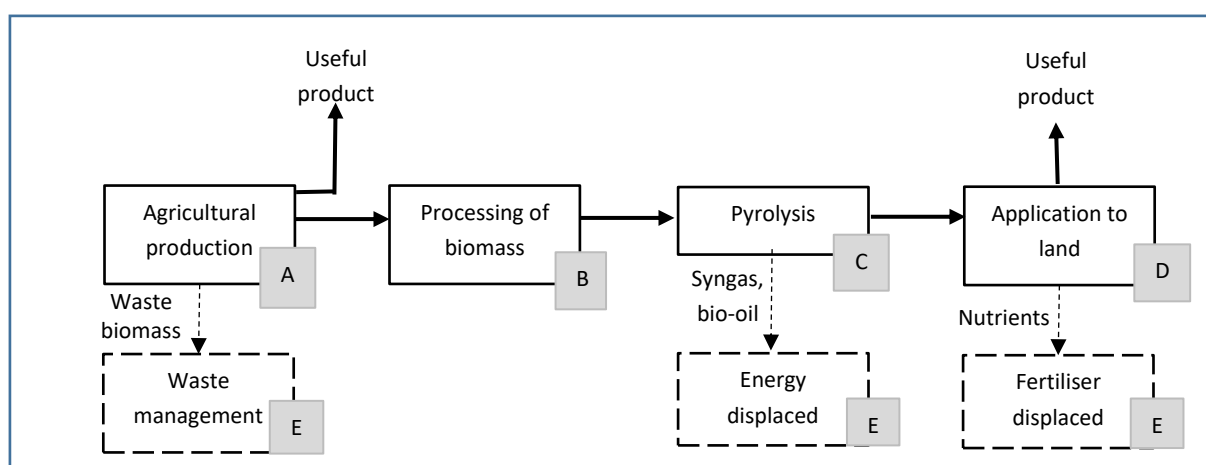 Useful
product
Useful
product
Agricultural
production
A
Processing of
biomass
B
Pyrolysis
C
Application to
land
D
Waste
biomass
Syngas,
bio-oil
Nutrients
Waste
management
E
Energy
displaced
E
Fertiliser
displaced
E